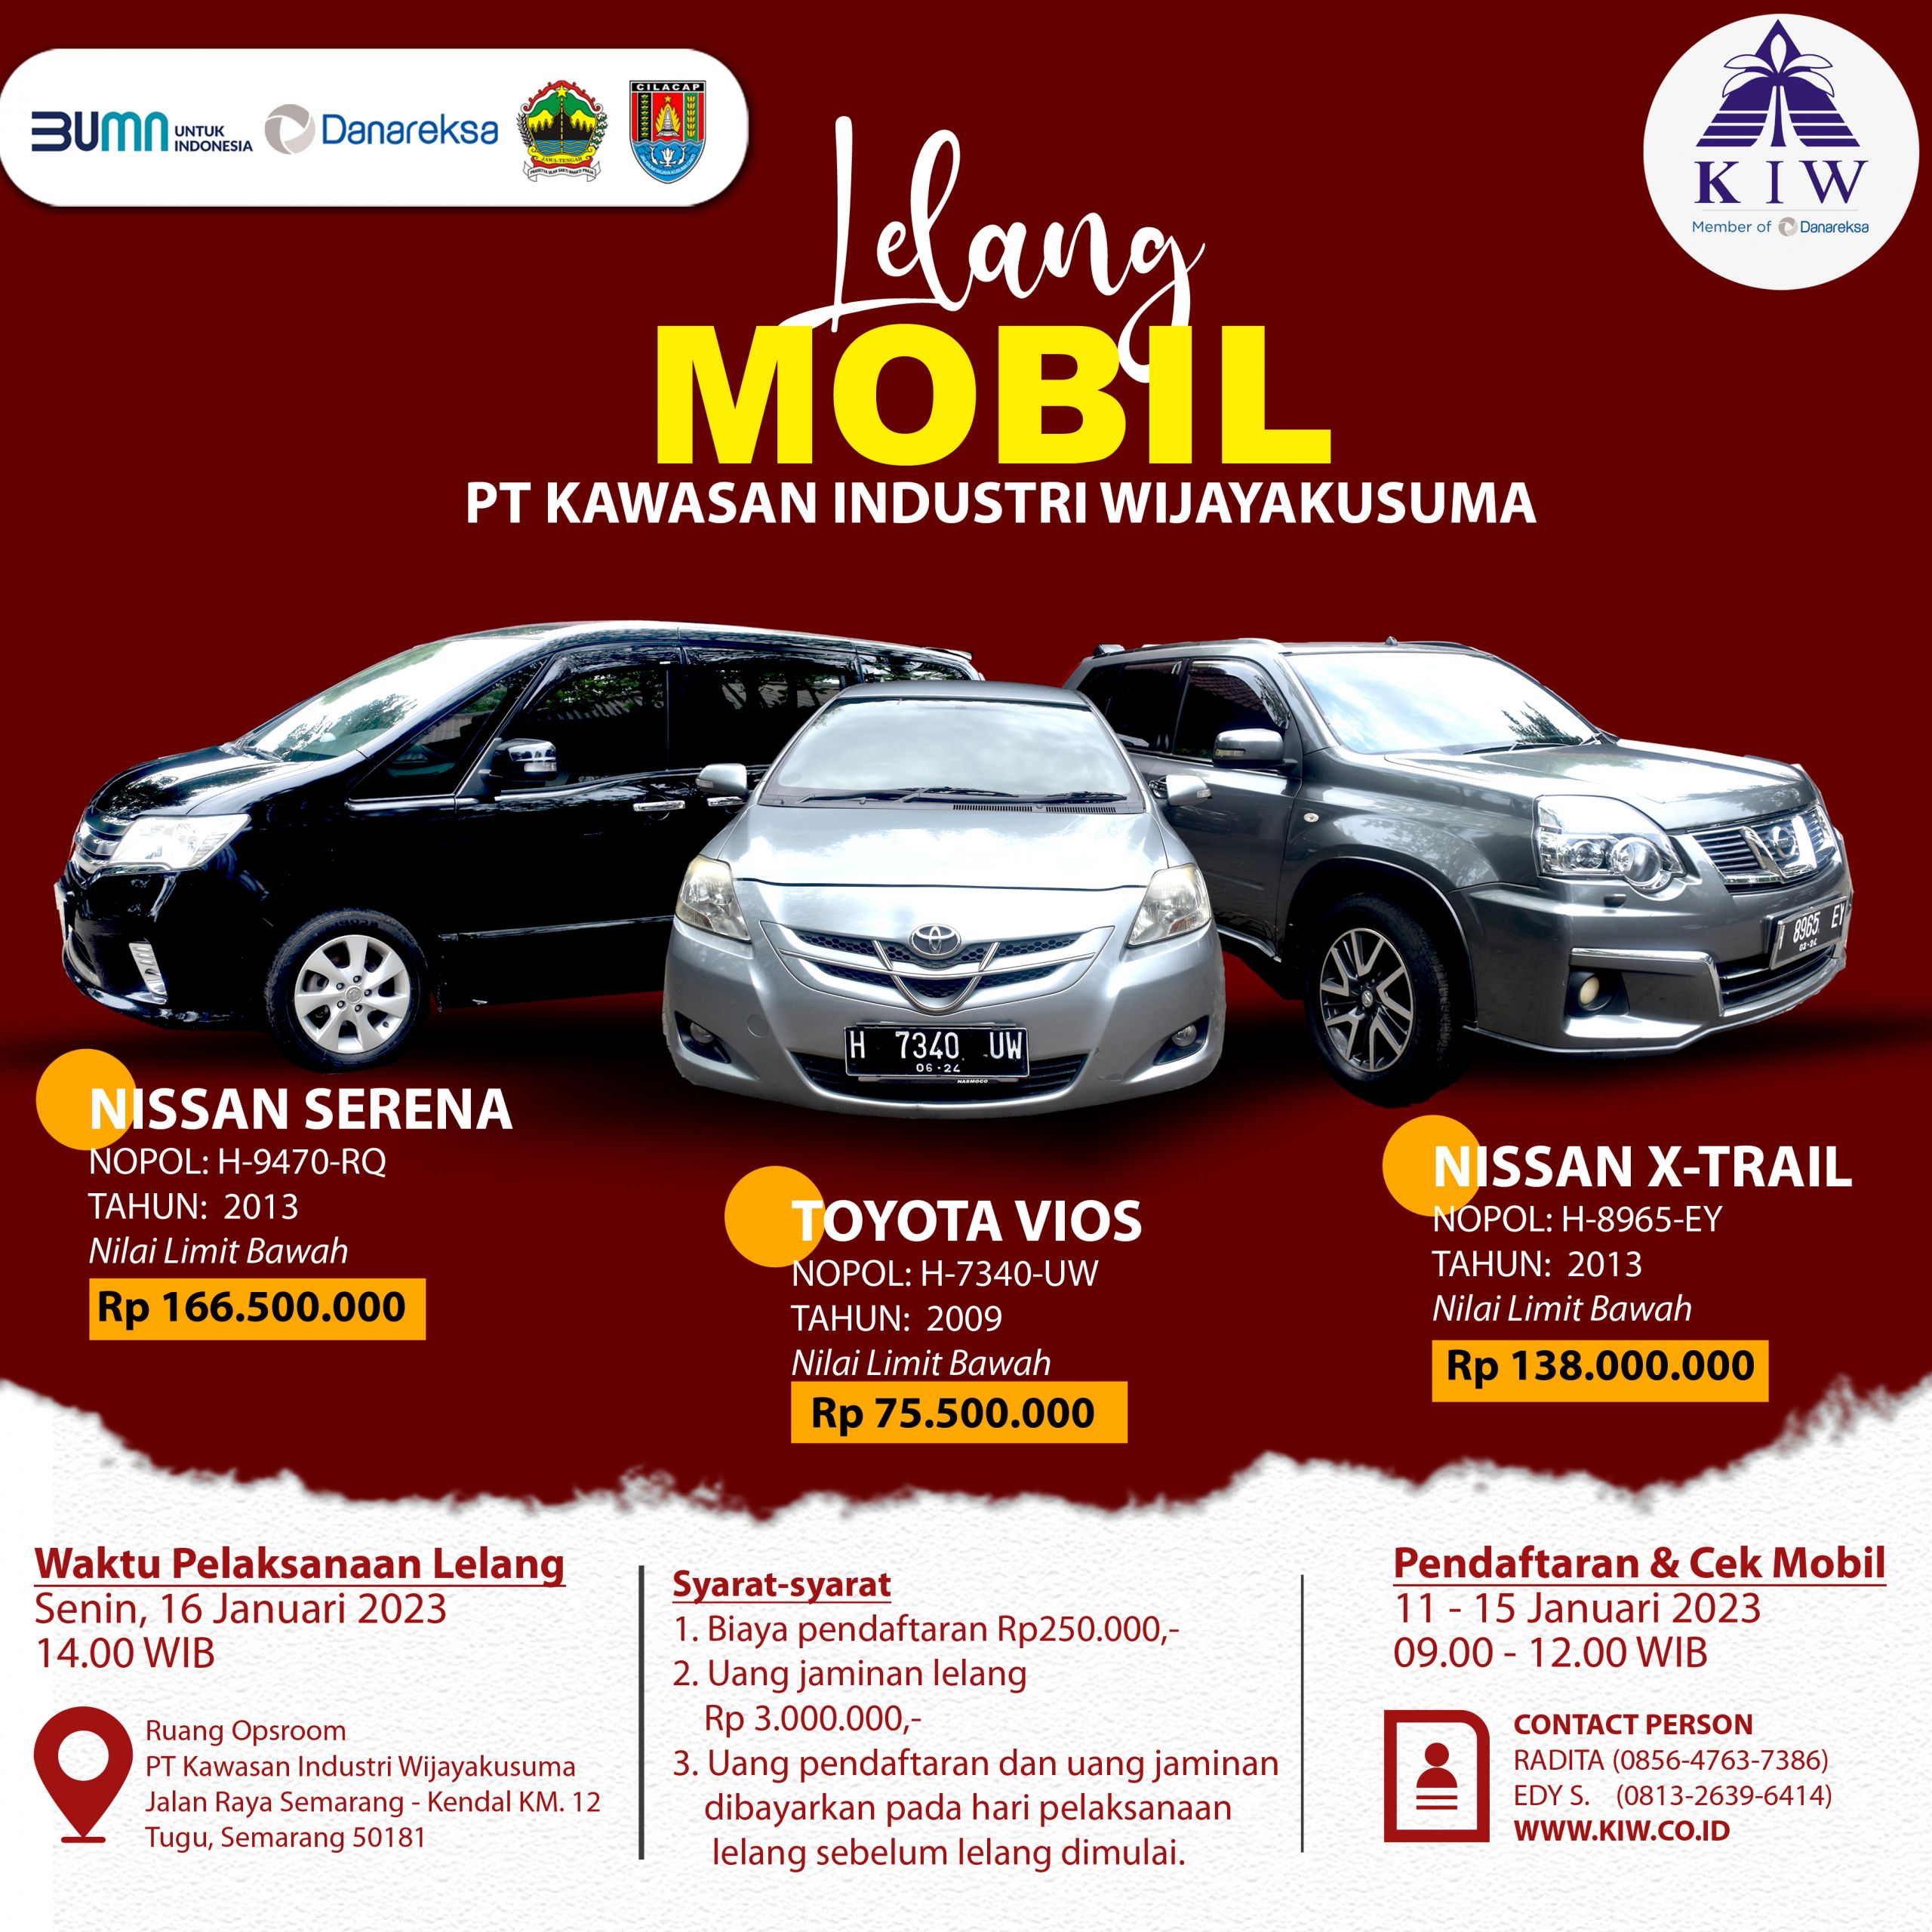 BUMN UNTUK
INDONESIA
Danareksa
JAWA TENGAH
CILACAP
KIW
Member of Danareksa
Lelang
MOBIL
PT KAWASAN INDUSTRI WIJAYAKUSUMA
H 7340 UW
06·24
NASMOCO
8965 EY
02-24
NISSAN SERENA
NOPOL: H-9470-RQ
TAHUN: 2013
Nilai Limit Bawah
Rp 166.500.000
TOYOTA VIOS
NOPOL: H-7340-UW
TAHUN: 2009
Nilai Limit Bawah
Rp 75.500.000
NISSAN X-TRAIL
NOPOL: H-8965-EY
TAHUN: 2013
Nilai Limit Bawah
Rp 138.000.000
Waktu Pelaksanaan Lelang
Senin, 16 Januari 2023
14.00 WIB
Ruang Opsroom
PT Kawasan Industri Wijayakusuma
Jalan Raya Semarang - Kendal KM. 12
Tugu, Semarang 50181
Syarat-syarat
1. Biaya pendaftaran Rp250.000,-
2. Uang jaminan lelang
Rp 3.000.000,-
3. Uang pendaftaran dan uang jaminan
dibayarkan pada hari pelaksanaan
lelang sebelum lelang dimulai.
Pendaftaran & Cek Mobil
11 - 15 Januari 2023
09.00 - 12.00 WIB
CONTACT PERSON
RADITA (0856-4763-7386)
EDY S. (0813-2639-6414)
WWW.KIW.CO.ID